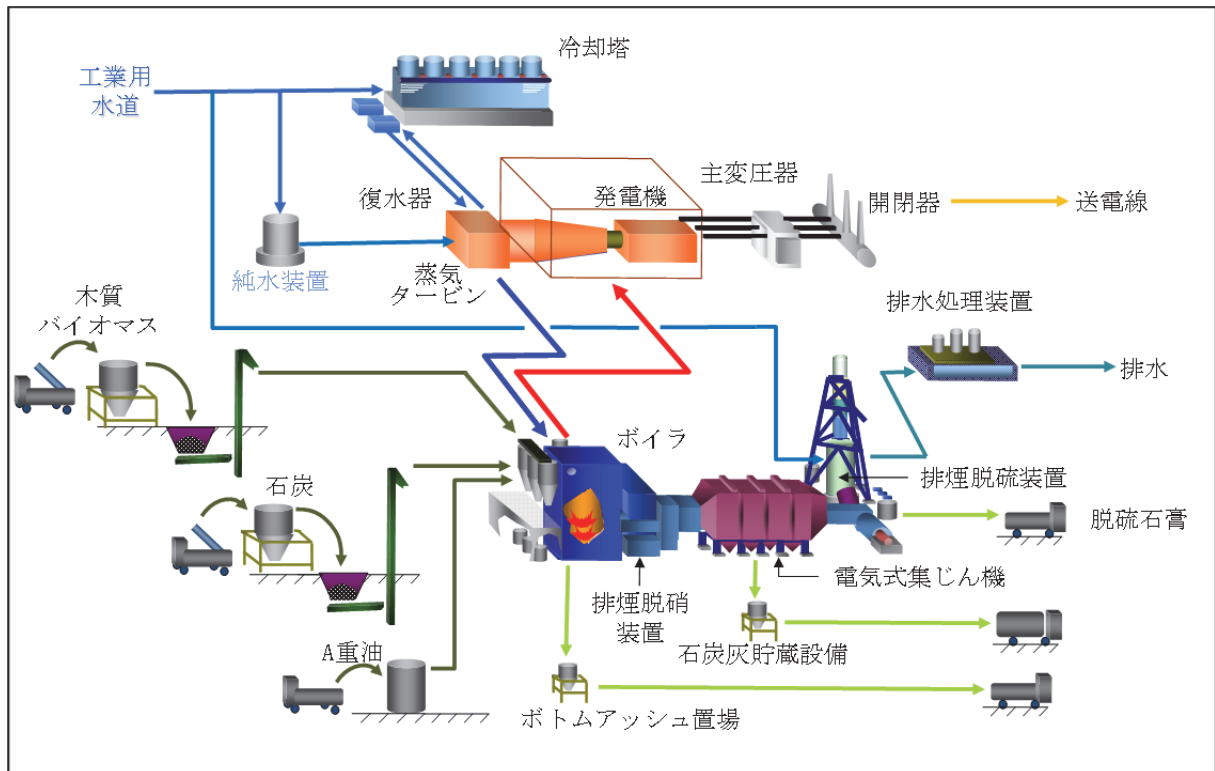 冷却塔
工業用
水道
復水器
発電機
主変圧器
開閉器
送電線
純水装置
蒸気
タービン
木質
バイオマス
排水処理装置
排水
ボイラ
石炭
排煙脱硫装置
脱硫石膏
電気式集じん機
排煙脱硝
装置
石炭灰貯蔵設備
A重油
ボトムアッシュ置場